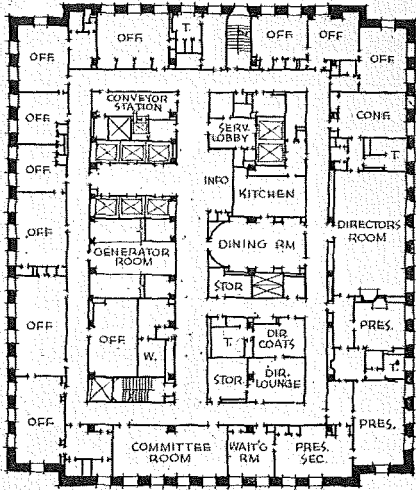 OFF.
OFF.
T.
OFF.
OFF.
OFF.
OFF.
CONVEYOR
STATION
SERV.
LOBBY
CONF.
OFF.
T.
INFO
KITCHEN
OFF.
DIRECTORS
ROOM
DINING RM
GENERATOR
ROOM
STOR
OFF.
OFF.
W.
T.
DIR.
COATS
PRES.
T.
STOR.
DIR.
LOUNGE
OFF.
PRES.
COMMITTEE
ROOM
WAIT'G
RM
PRES.
SEC.